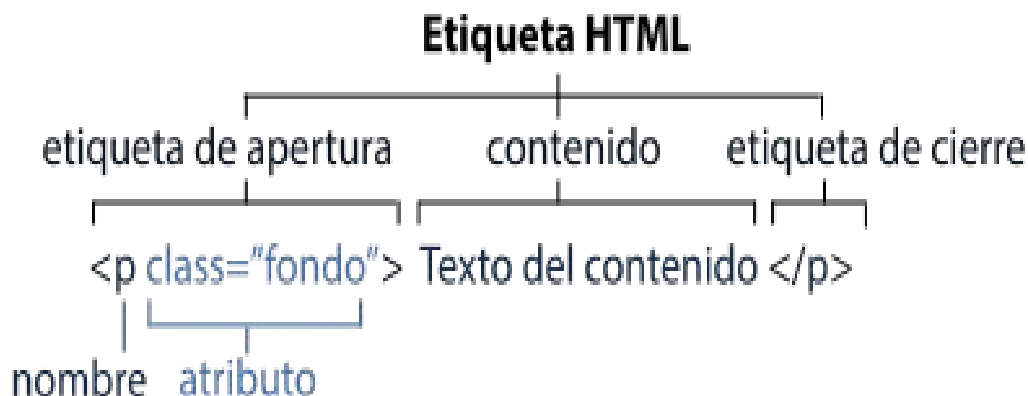 Etiqueta HTML
etiqueta de apertura contenido etiqueta de cierre
<p class="fondo"> Texto del contenido </p>
nombre atributo